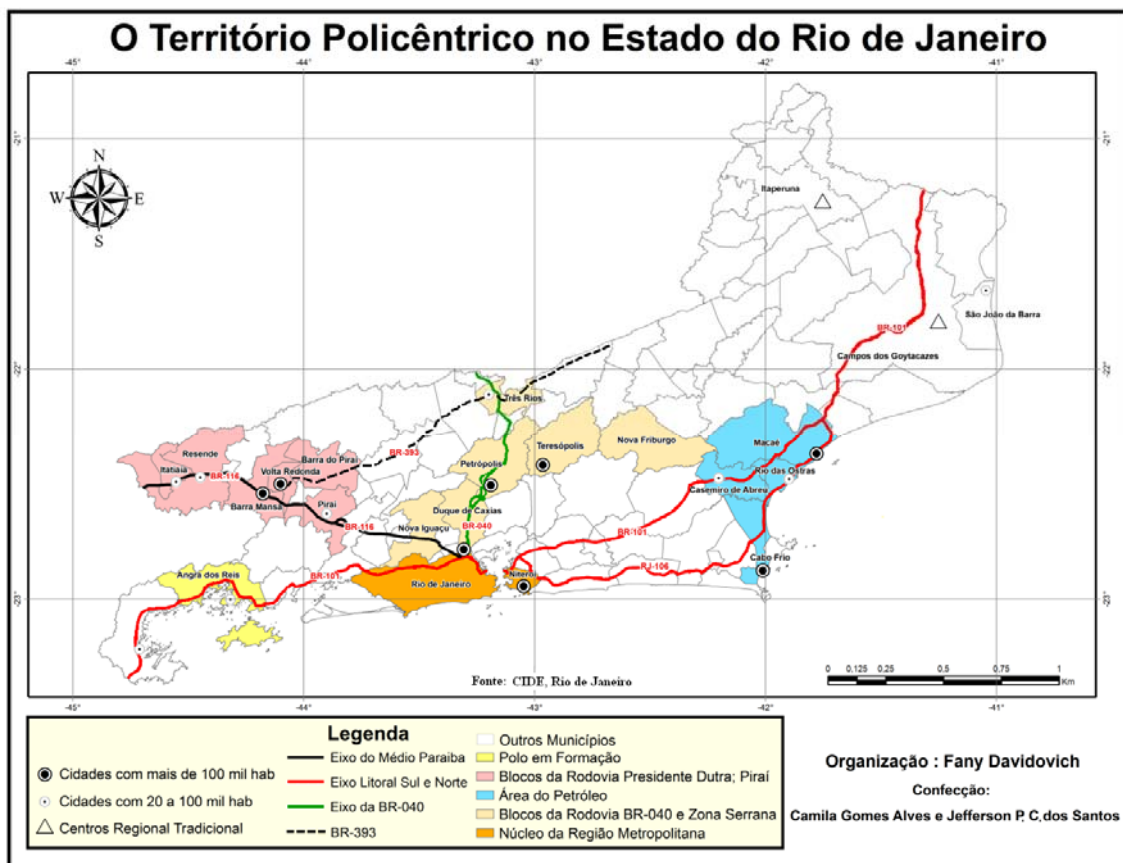 O Território Policêntrico no Estado do Rio de Janeiro
-45°
-44°
-43°
-42°
-41°
-21°
-21°
N
W E
S
Itaperuna
São João da Barra
BR-101
Campos dos Goytacazes
-22°
-22°
Três Rios
Nova Friburgo
Teresópolis
Macaé
Resende
BR-393
Barra do Piraí
Petrópolis
Volta Redonda
Itatiaia
BR-116
Rio das Ostras
Casemiro de Abreu
Barra Mansa
Piraí
Duque de Caxias
BR-116
Nova Iguaçu
BR-040
BR-101
Cabo Frio
RJ-106
Angra dos Reis
BR-101
Rio de Janeiro
Niterói
-23°
-23°
Fonte: CIDE, Rio de Janeiro
0 0.125 0.25 0.5 0.75 1
Km
-45°
-44°
-43°
-42°
-41°
Legenda
Cidades com mais de 100 mil hab
Cidades com 20 a 100 mil hab
Centros Regional Tradicional
Eixo do Médio Paraiba
Eixo Litoral Sul e Norte
Eixo da BR-040
BR-393
Outros Municípios
Polo em Formação
Blocos da Rodovia Presidente Dutra; Piraí
Área do Petróleo
Blocos da Rodovia BR-040 e Zona Serrana
Núcleo da Região Metropolitana
Organização : Fany Davidovich
Confecção:
Camila Gomes Alves e Jefferson P. C. dos Santos